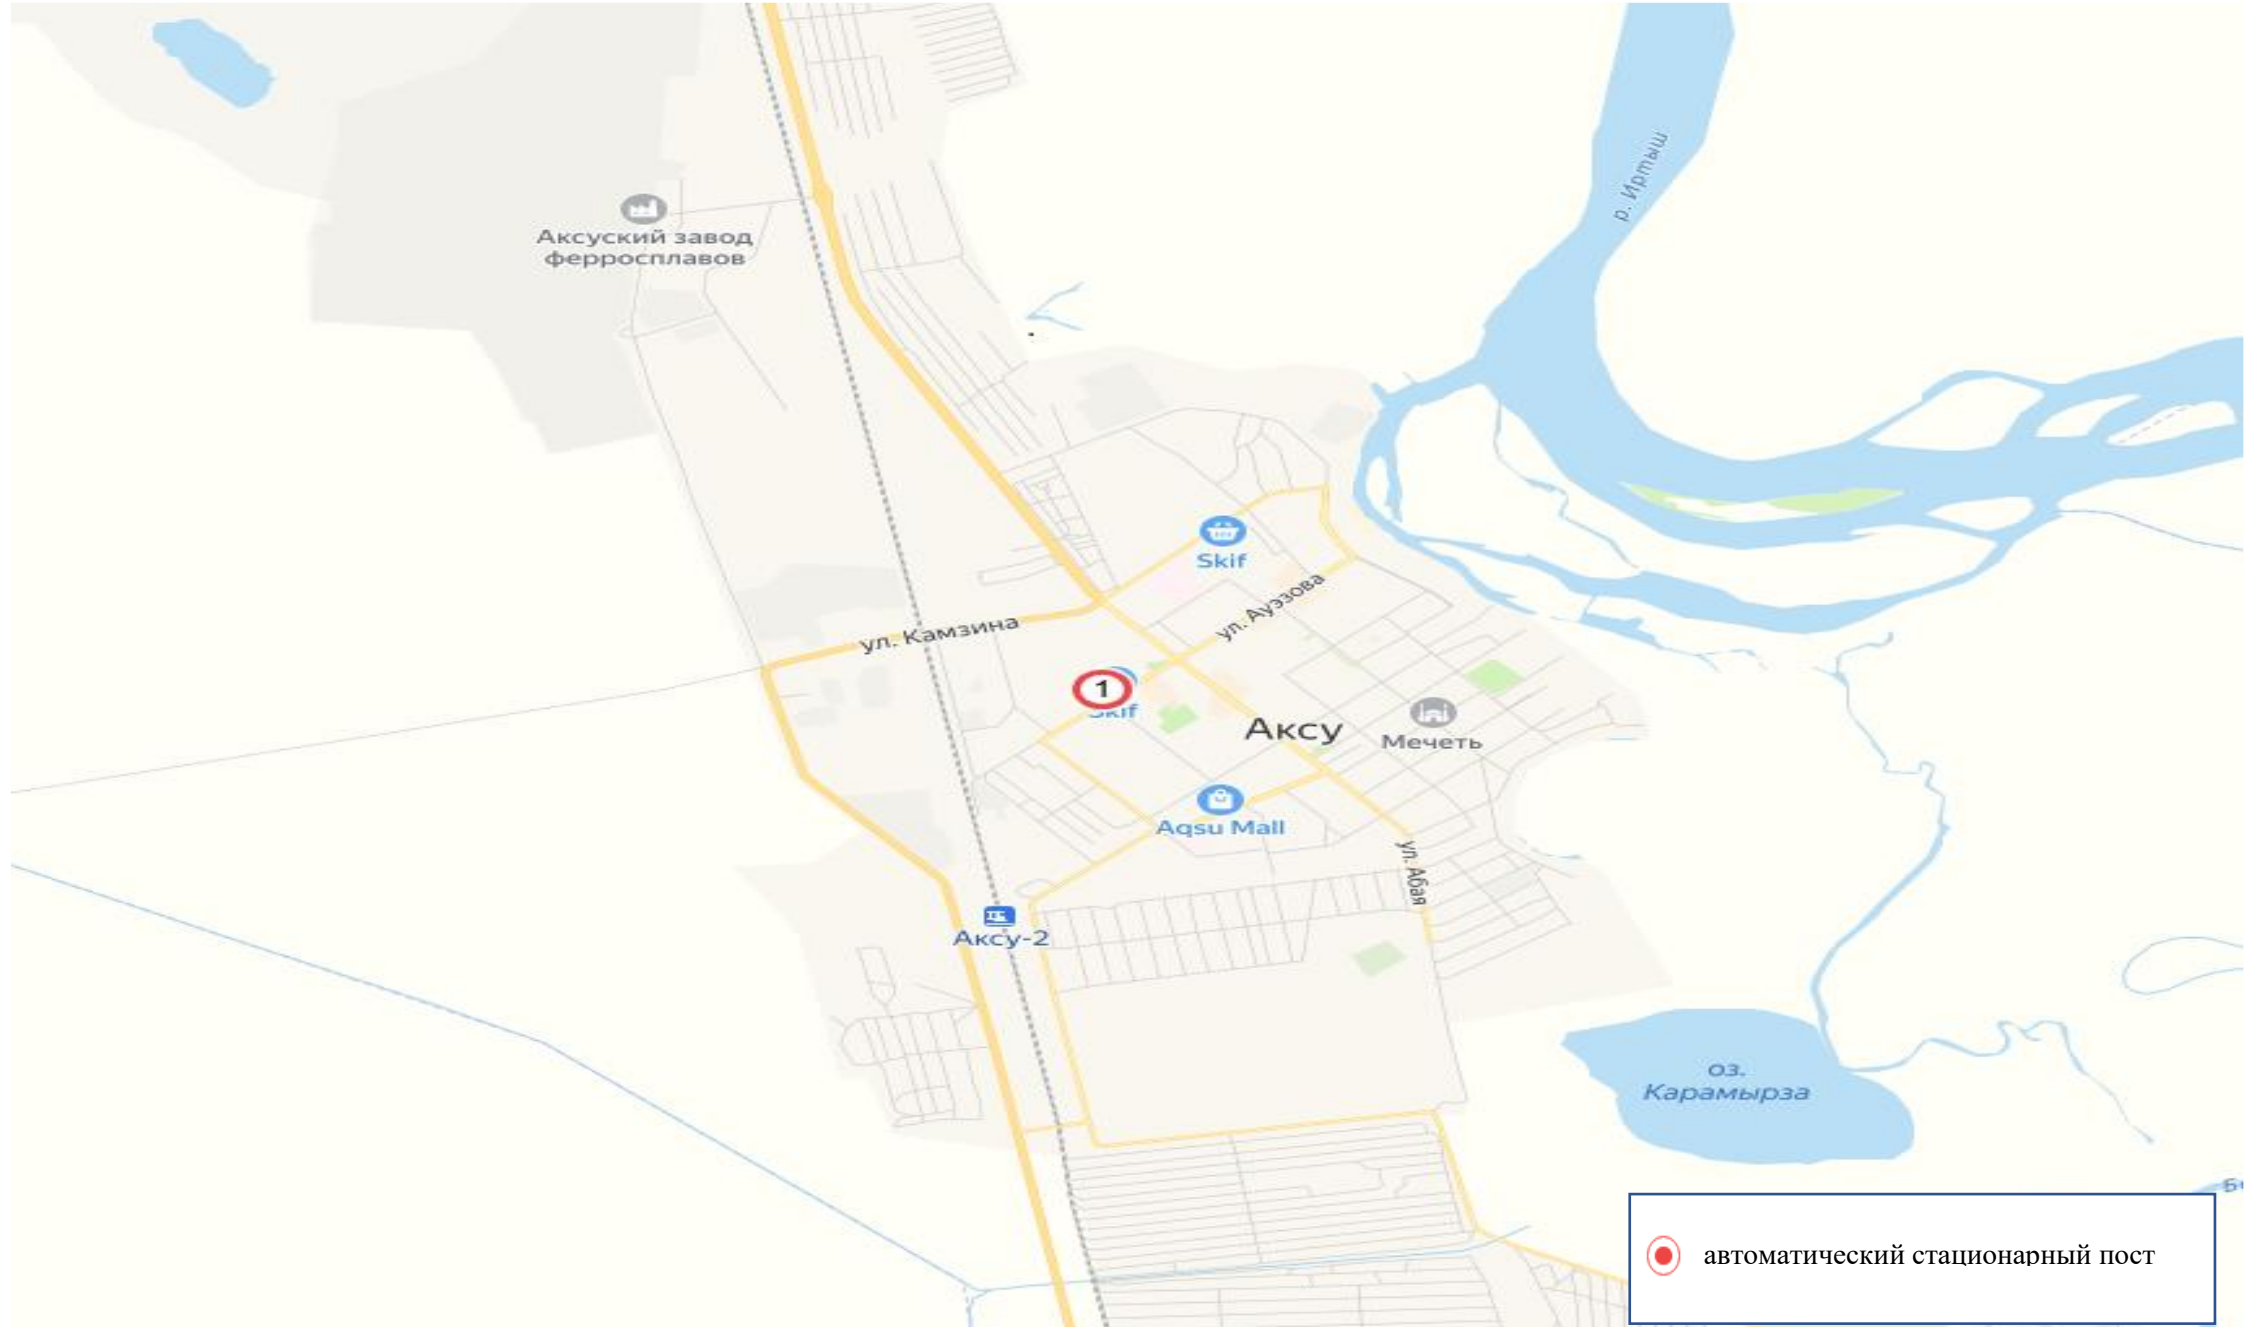 р. Иртыш
Аксуский завод
ферросплавов
Skif
ул. Ауэзова
ул. Камзина
1
Skif
Аксу
Мечеть
Aqsu Mall
ул. Абая
Аксу-2
оз.
Карамырза
автоматический стационарный пост